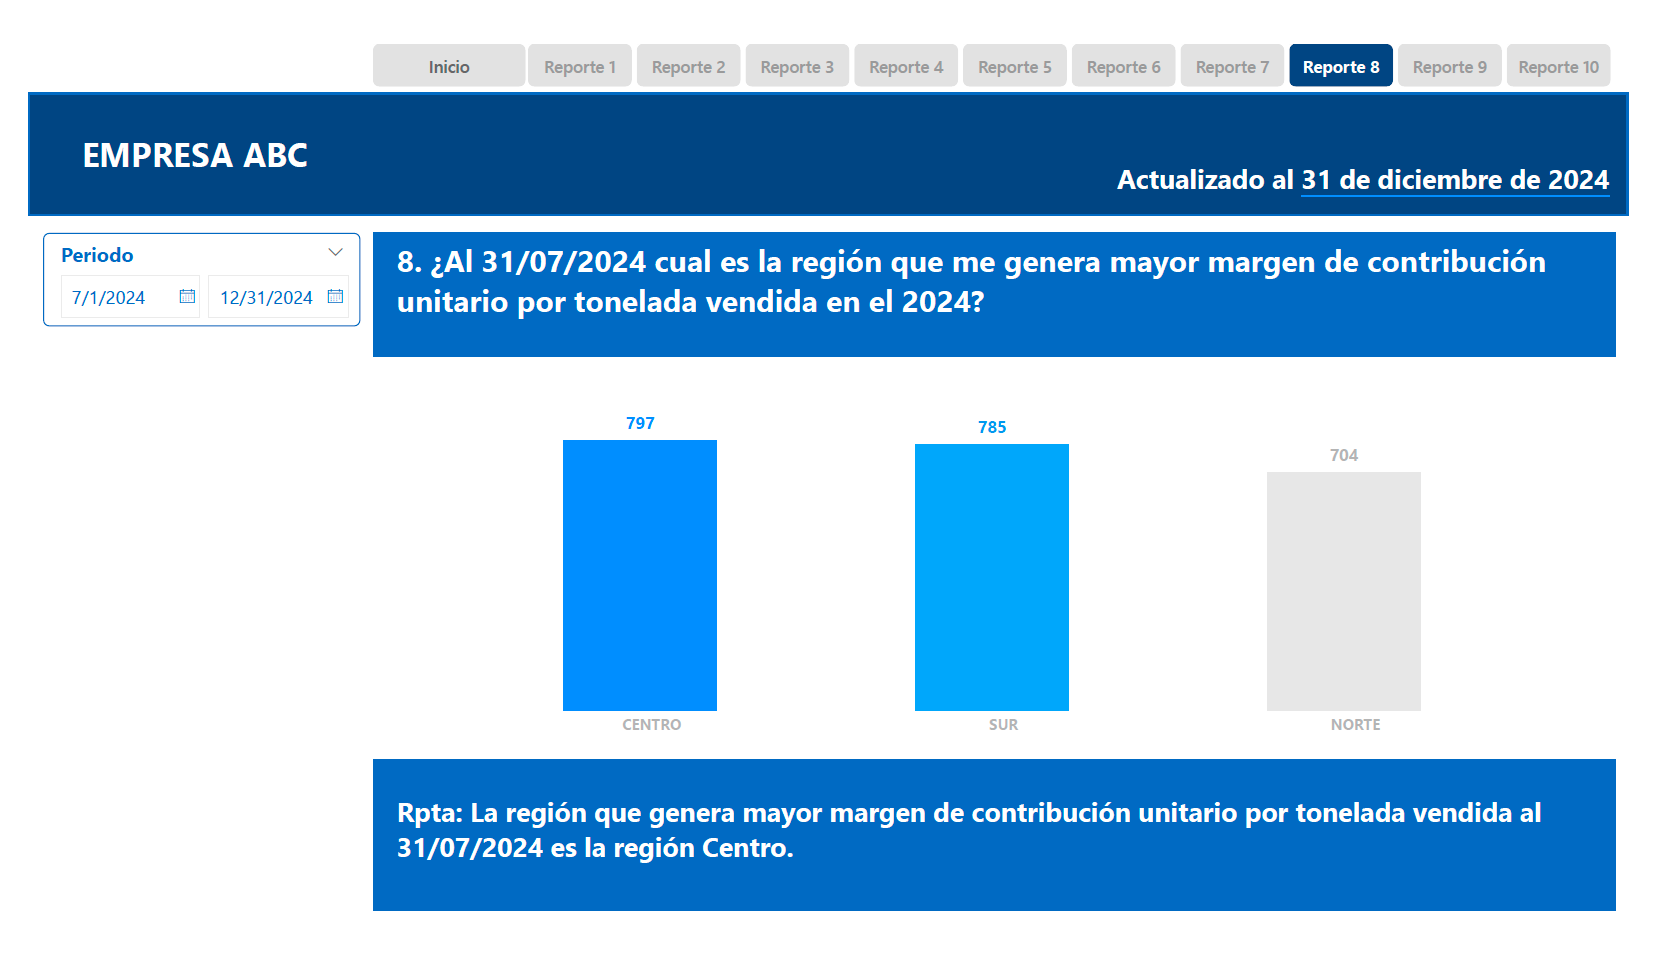 Inicio
Reporte 1
Reporte 2
Reporte 3
Reporte 4
Reporte 5
Reporte 6
Reporte 7
Reporte 8
Reporte 9
Reporte 10
EMPRESA ABC
Actualizado al 31 de diciembre de 2024
Periodo
7/1/2024
12/31/2024
8. ¿Al 31/07/2024 cual es la región que me genera mayor margen de contribución
unitario por tonelada vendida en el 2024?
797
785
704
CENTRO
SUR
NORTE
Rpta: La región que genera mayor margen de contribución unitario por tonelada vendida al
31/07/2024 es la región Centro.